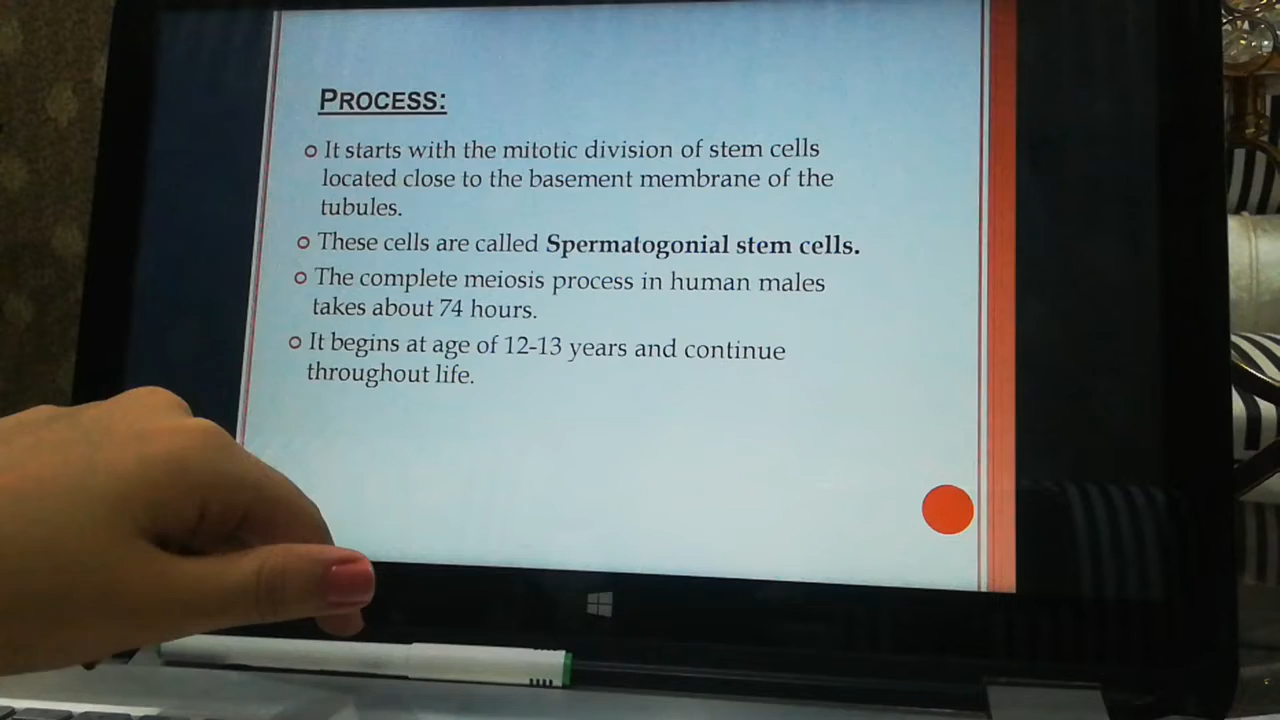 PROCESS:
It starts with the mitotic division of stem cells
located close to the basement membrane of the
tubules.
These cells are called Spermatogonial stem cells.
The complete meiosis process in human males
takes about 74 hours.
It begins at age of 12-13 years and continue
throughout life.